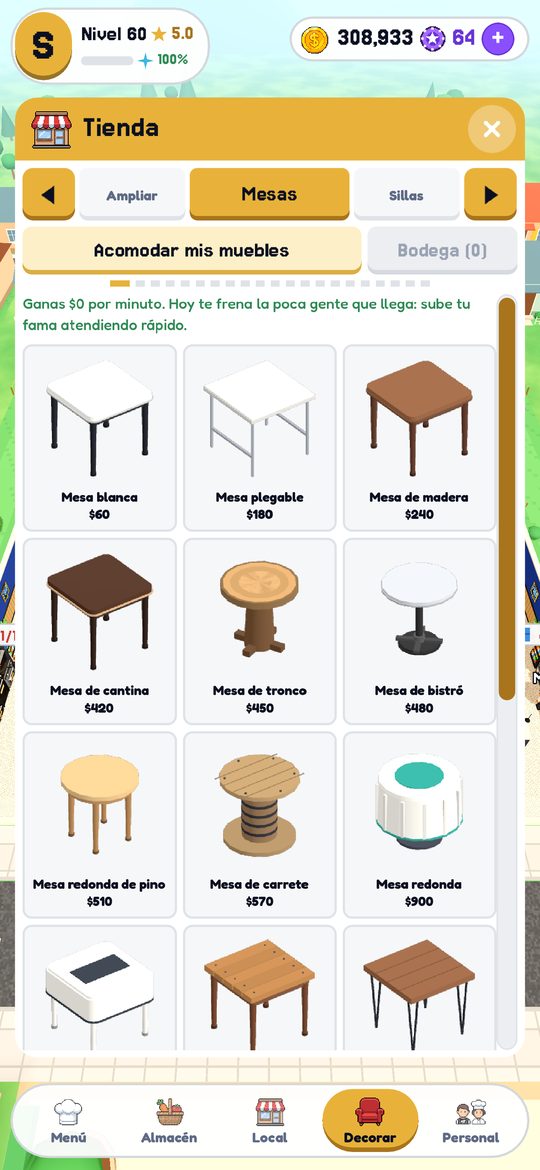 S
Nivel 60 ★ 5.0
100%
308,933
64
+
Tienda
Ampliar
Mesas
Sillas
Acomodar mis muebles
Bodega (0)
Ganas $0 por minuto. Hoy te frena la poca gente que llega: sube tu
fama atendiendo rápido.
Mesa blanca
$60
Mesa plegable
$180
Mesa de madera
$240
Mesa de cantina
$420
Mesa de tronco
$450
Mesa de bistró
$480
Mesa redonda de pino
$510
Mesa de carrete
$570
Mesa redonda
$900
Menú
Almacén
Local
Decorar
Personal